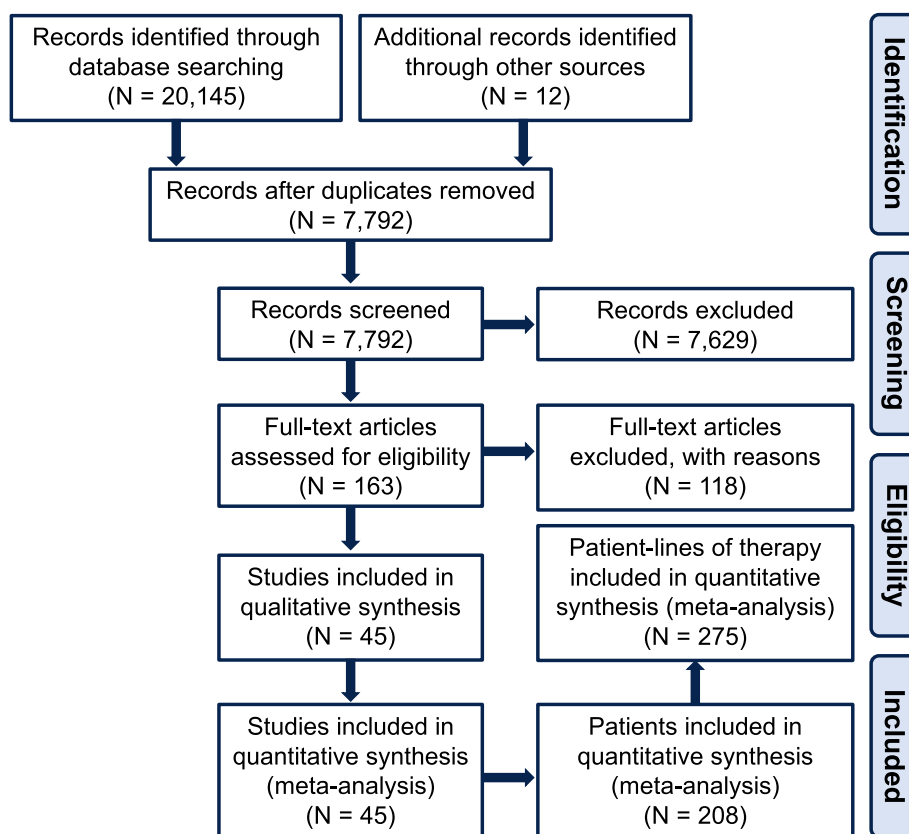 Records identified through
database searching
(N = 20,145)
Additional records identified
through other sources
(N = 12)
Identification
Records after duplicates removed
(N = 7,792)
Screening
Records screened
(N = 7,792)
Records excluded
(N = 7,629)
Full-text articles
assessed for eligibility
(N = 163)
Full-text articles
excluded, with reasons
(N = 118)
Eligibility
Studies included in
qualitative synthesis
(N = 45)
Patient-lines of therapy
included in quantitative
synthesis (meta-analysis)
(N = 275)
Included
Studies included in
quantitative synthesis
(meta-analysis)
(N = 45)
Patients included in
quantitative synthesis
(meta-analysis)
(N = 208)